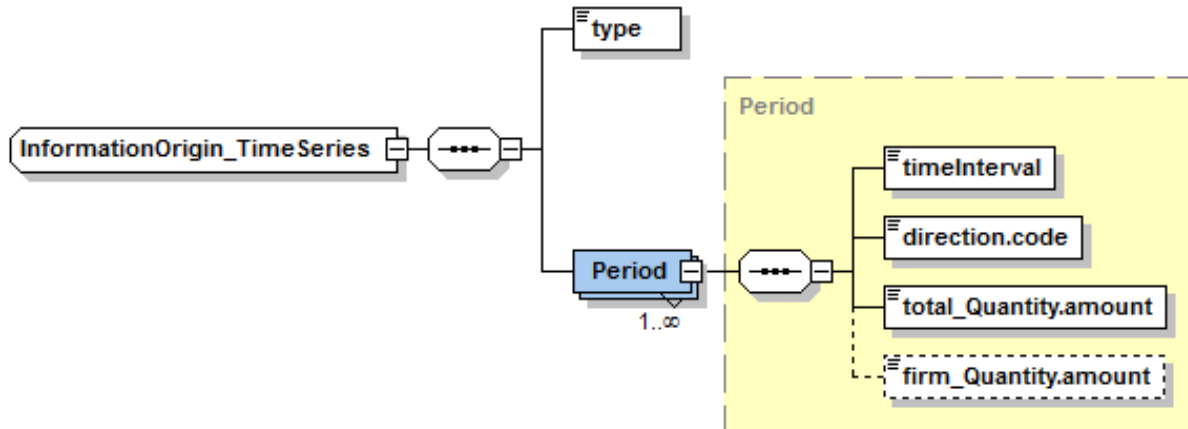 type
Period
InformationOrigin_TimeSeries
timeInterval
direction.code
Period
total_Quantity.amount
1..∞
firm_Quantity.amount